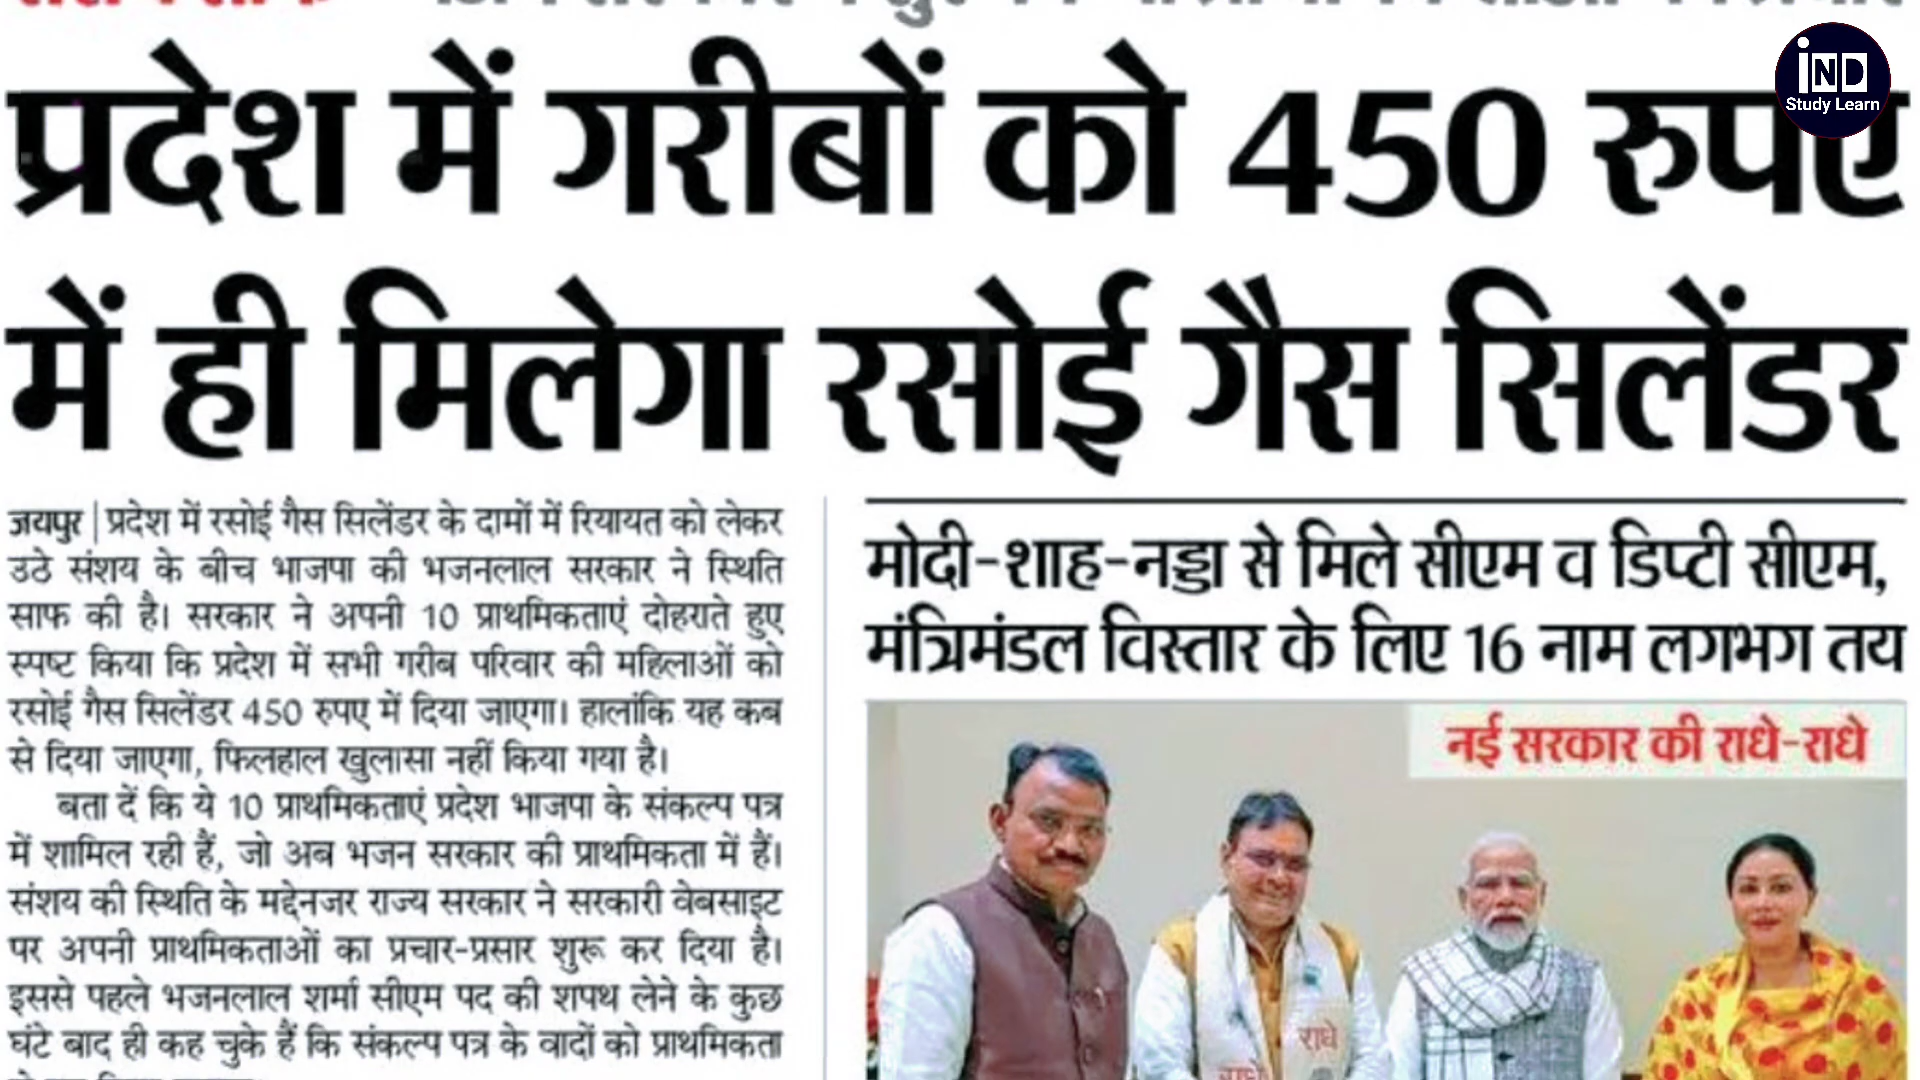 प्रदेश में गरीबों को 450 रुपए
में ही मिलेगा रसोई गैस सिलेंडर
iND
Study Learn
जयपुर | प्रदेश में रसोई गैस सिलेंडर के दामों में रियायत को लेकर
उठे संशय के बीच भाजपा की भजनलाल सरकार ने स्थिति
साफ की है। सरकार ने अपनी 10 प्राथमिकताएं दोहराते हुए
स्पष्ट किया कि प्रदेश में सभी गरीब परिवार की महिलाओं को
रसोई गैस सिलेंडर 450 रुपए में दिया जाएगा। हालांकि यह कब
से दिया जाएगा, फिलहाल खुलासा नहीं किया गया है।
बता दें कि ये 10 प्राथमिकताएं प्रदेश भाजपा के संकल्प पत्र
में शामिल रही हैं, जो अब भजन सरकार की प्राथमिकता में हैं।
संशय की स्थिति के मद्देनजर राज्य सरकार ने सरकारी वेबसाइट
पर अपनी प्राथमिकताओं का प्रचार-प्रसार शुरू कर दिया है।
इससे पहले भजनलाल शर्मा सीएम पद की शपथ लेने के कुछ
घंटे बाद ही कह चुके हैं कि संकल्प पत्र के वादों को प्राथमिकता
मोदी-शाह-नड्डा से मिले सीएम व डिप्टी सीएम,
मंत्रिमंडल विस्तार के लिए 16 नाम लगभग तय
नई सरकार की राधे-राधे
राधे
राधे